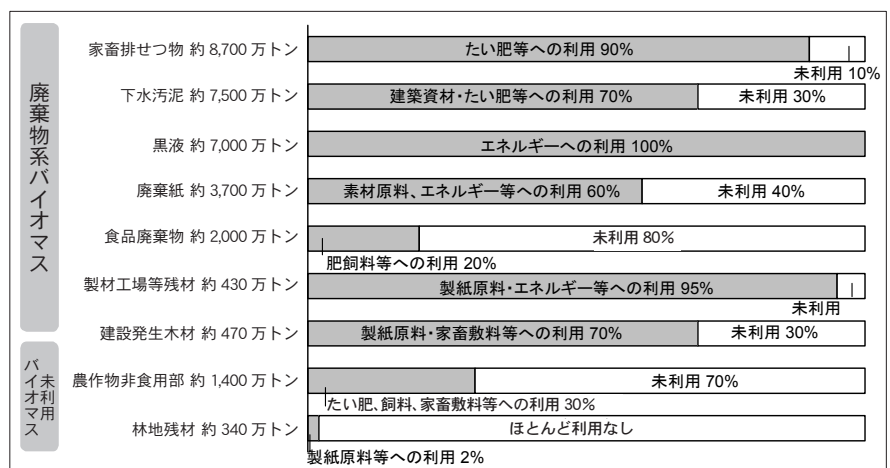 廃棄物系バイオマス
家畜排せつ物 約 8,700 万トン
たい肥等への利用 90%
未利用 10%
下水汚泥 約 7,500 万トン
建築資材・たい肥等への利用 70%
未利用 30%
黒液 約 7,000 万トン
エネルギーへの利用 100%
廃棄紙 約 3,700 万トン
素材原料、エネルギー等への利用 60%
未利用 40%
食品廃棄物 約 2,000 万トン
未利用 80%
肥飼料等への利用 20%
製材工場等残材 約 430 万トン
製紙原料・エネルギー等への利用 95%
未利用
建設発生木材 約 470 万トン
製紙原料・家畜敷料等への利用 70%
未利用 30%
未利用
バイオマス
農作物非食用部 約 1,400 万トン
未利用 70%
たい肥、飼料、家畜敷料等への利用 30%
林地残材 約 340 万トン
ほとんど利用なし
製紙原料等への利用 2%